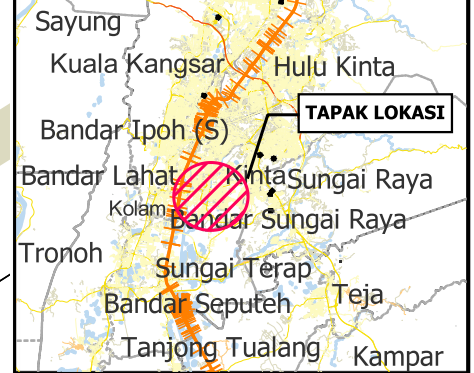 Sayung
Kuala Kangsar
Hulu Kinta
TAPAK LOKASI
Bandar Ipoh (S)
Bandar Lahat
Kinta
Sungai Raya
Kolam
Bandar Sungai Raya
Tronoh
Sungai Terap
Teja
Bandar Seputeh
Tanjong Tualang
Kampar